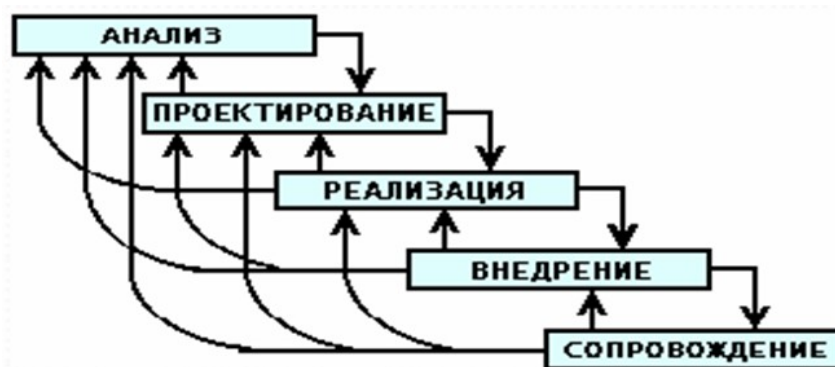 АНАЛИЗ
ПРОЕКТИРОВАНИЕ
РЕАЛИЗАЦИЯ
ВНЕДРЕНИЕ
СОПРОВОЖДЕНИЕ